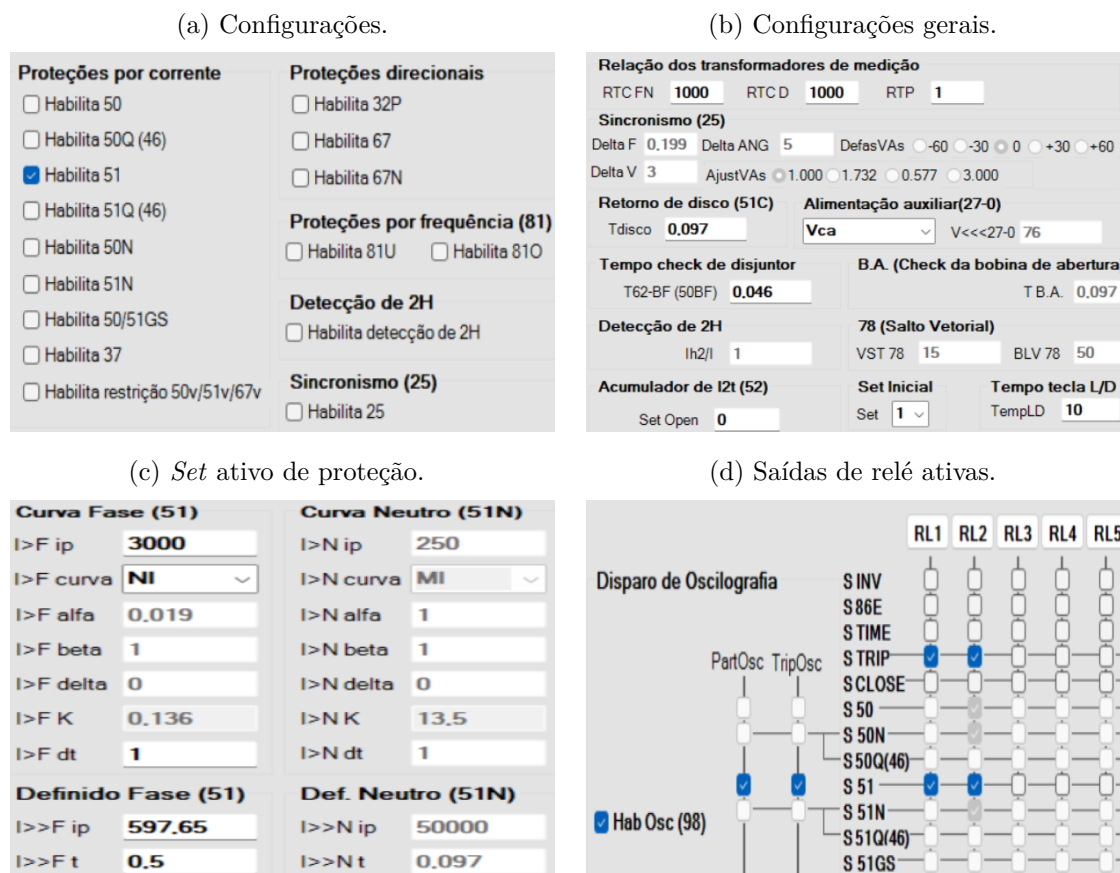 (a) Configurações.
Proteções por corrente
Habilita 50
Habilita 50Q (46)
Habilita 51
Habilita 51Q (46)
Habilita 50N
Habilita 51N
Habilita 50/51GS
Habilita 37
Habilita restrição 50v/51v/67v
Proteções direcionais
Habilita 32P
Habilita 67
Habilita 67N
Proteções por frequência (81)
Habilita 81U Habilita 81O
Detecção de 2H
Habilita detecção de 2H
Sincronismo (25)
Habilita 25
(b) Configurações gerais.
Relação dos transformadores de medição
RTC FN 1000 RTC D 1000 RTP 1
Sincronismo (25)
Delta F 0,199 Delta ANG 5 DefasVAs -60 -30 0 +30 +60
Delta V 3 AjustVAs 1.000 1.732 0.577 3.000
Retorno de disco (51C) Alimentação auxiliar(27-0)
Tdisco 0,097 Vca V<<<27-0 76
Tempo check de disjuntor B.A. (Check da bobina de abertura
T62-BF (50BF) 0,046 T B.A. 0,097
Detecção de 2H 78 (Salto Vetorial)
Ih2/I 1 VST 78 15 BLV 78 50
Acumulador de I2t (52) Set Inicial Tempo tecla L/D
Set Open 0 Set 1 TempLD 10
(c) Set ativo de proteção.
Curva Fase (51) Curva Neutro (51N)
I>F ip 3000 I>N ip 250
I>F curva NI I>N curva MI
I>F alfa 0,019 I>N alfa 1
I>F beta 1 I>N beta 1
I>F delta 0 I>N delta 0
I>F K 0,136 I>N K 13,5
I>F dt 1 I>N dt 1
Definido Fase (51) Def. Neutro (51N)
I>>F ip 597,65 I>>N ip 50000
I>>F t 0,5 I>>N t 0,097
(d) Saídas de relé ativas.
RL1 RL2 RL3 RL4 RL5
Disparo de Oscilografia
PartOsc TripOsc
Hab Osc (98)
S INV
S 86E
S TIME
S TRIP
S CLOSE
S 50
S 50N
S 50Q(46)
S 51
S 51N
S 51Q(46)
S 51GS